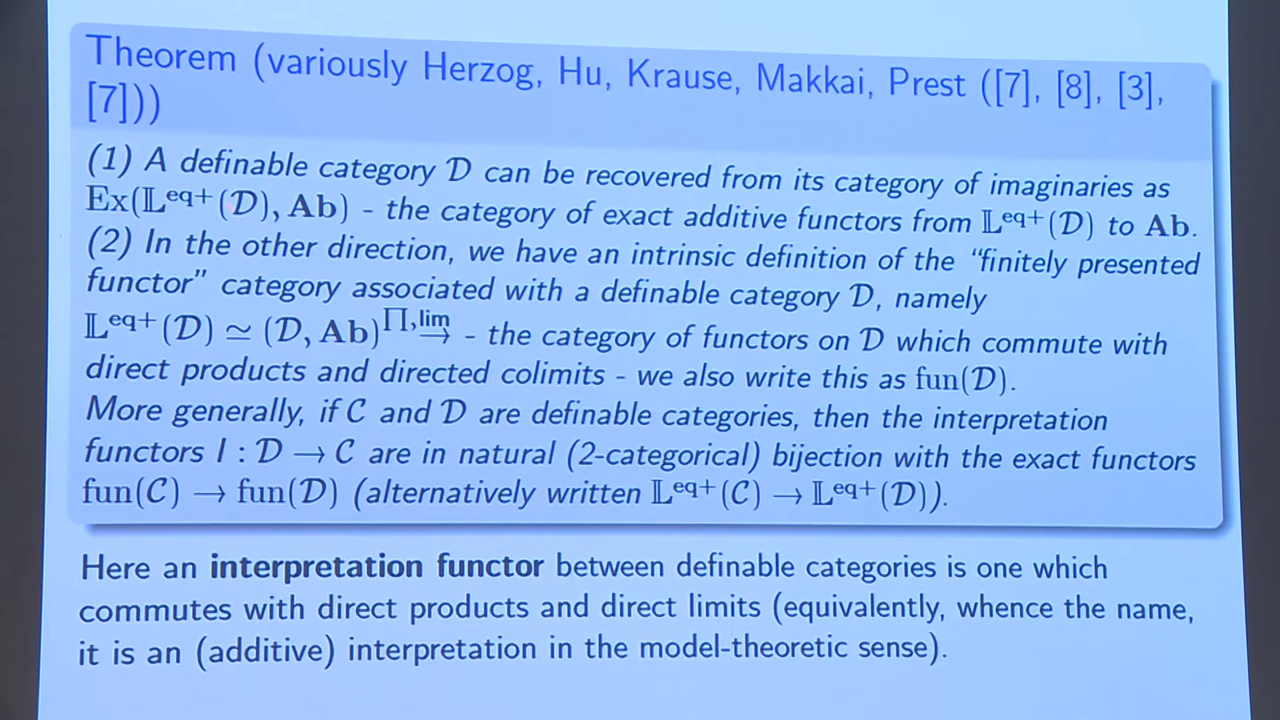 Theorem (variously Herzog, Hu, Krause, Makkai, Prest ([7], [8], [3],
[7]))
(1) A definable category 𝒟 can be recovered from its category of imaginaries as
Ex(𝕃^eq+(𝒟), Ab) - the category of exact additive functors from 𝕃^eq+(𝒟) to Ab.
(2) In the other direction, we have an intrinsic definition of the “finitely presented
functor” category associated with a definable category 𝒟, namely
𝕃^eq+(𝒟) ≃ (𝒟, Ab)^∏,lim→ - the category of functors on 𝒟 which commute with
direct products and directed colimits - we also write this as fun(𝒟).
More generally, if 𝒞 and 𝒟 are definable categories, then the interpretation
functors I : 𝒟 → 𝒞 are in natural (2-categorical) bijection with the exact functors
fun(𝒞) → fun(𝒟) (alternatively written 𝕃^eq+(𝒞) → 𝕃^eq+(𝒟)).
Here an interpretation functor between definable categories is one which
commutes with direct products and direct limits (equivalently, whence the name,
it is an (additive) interpretation in the model-theoretic sense).